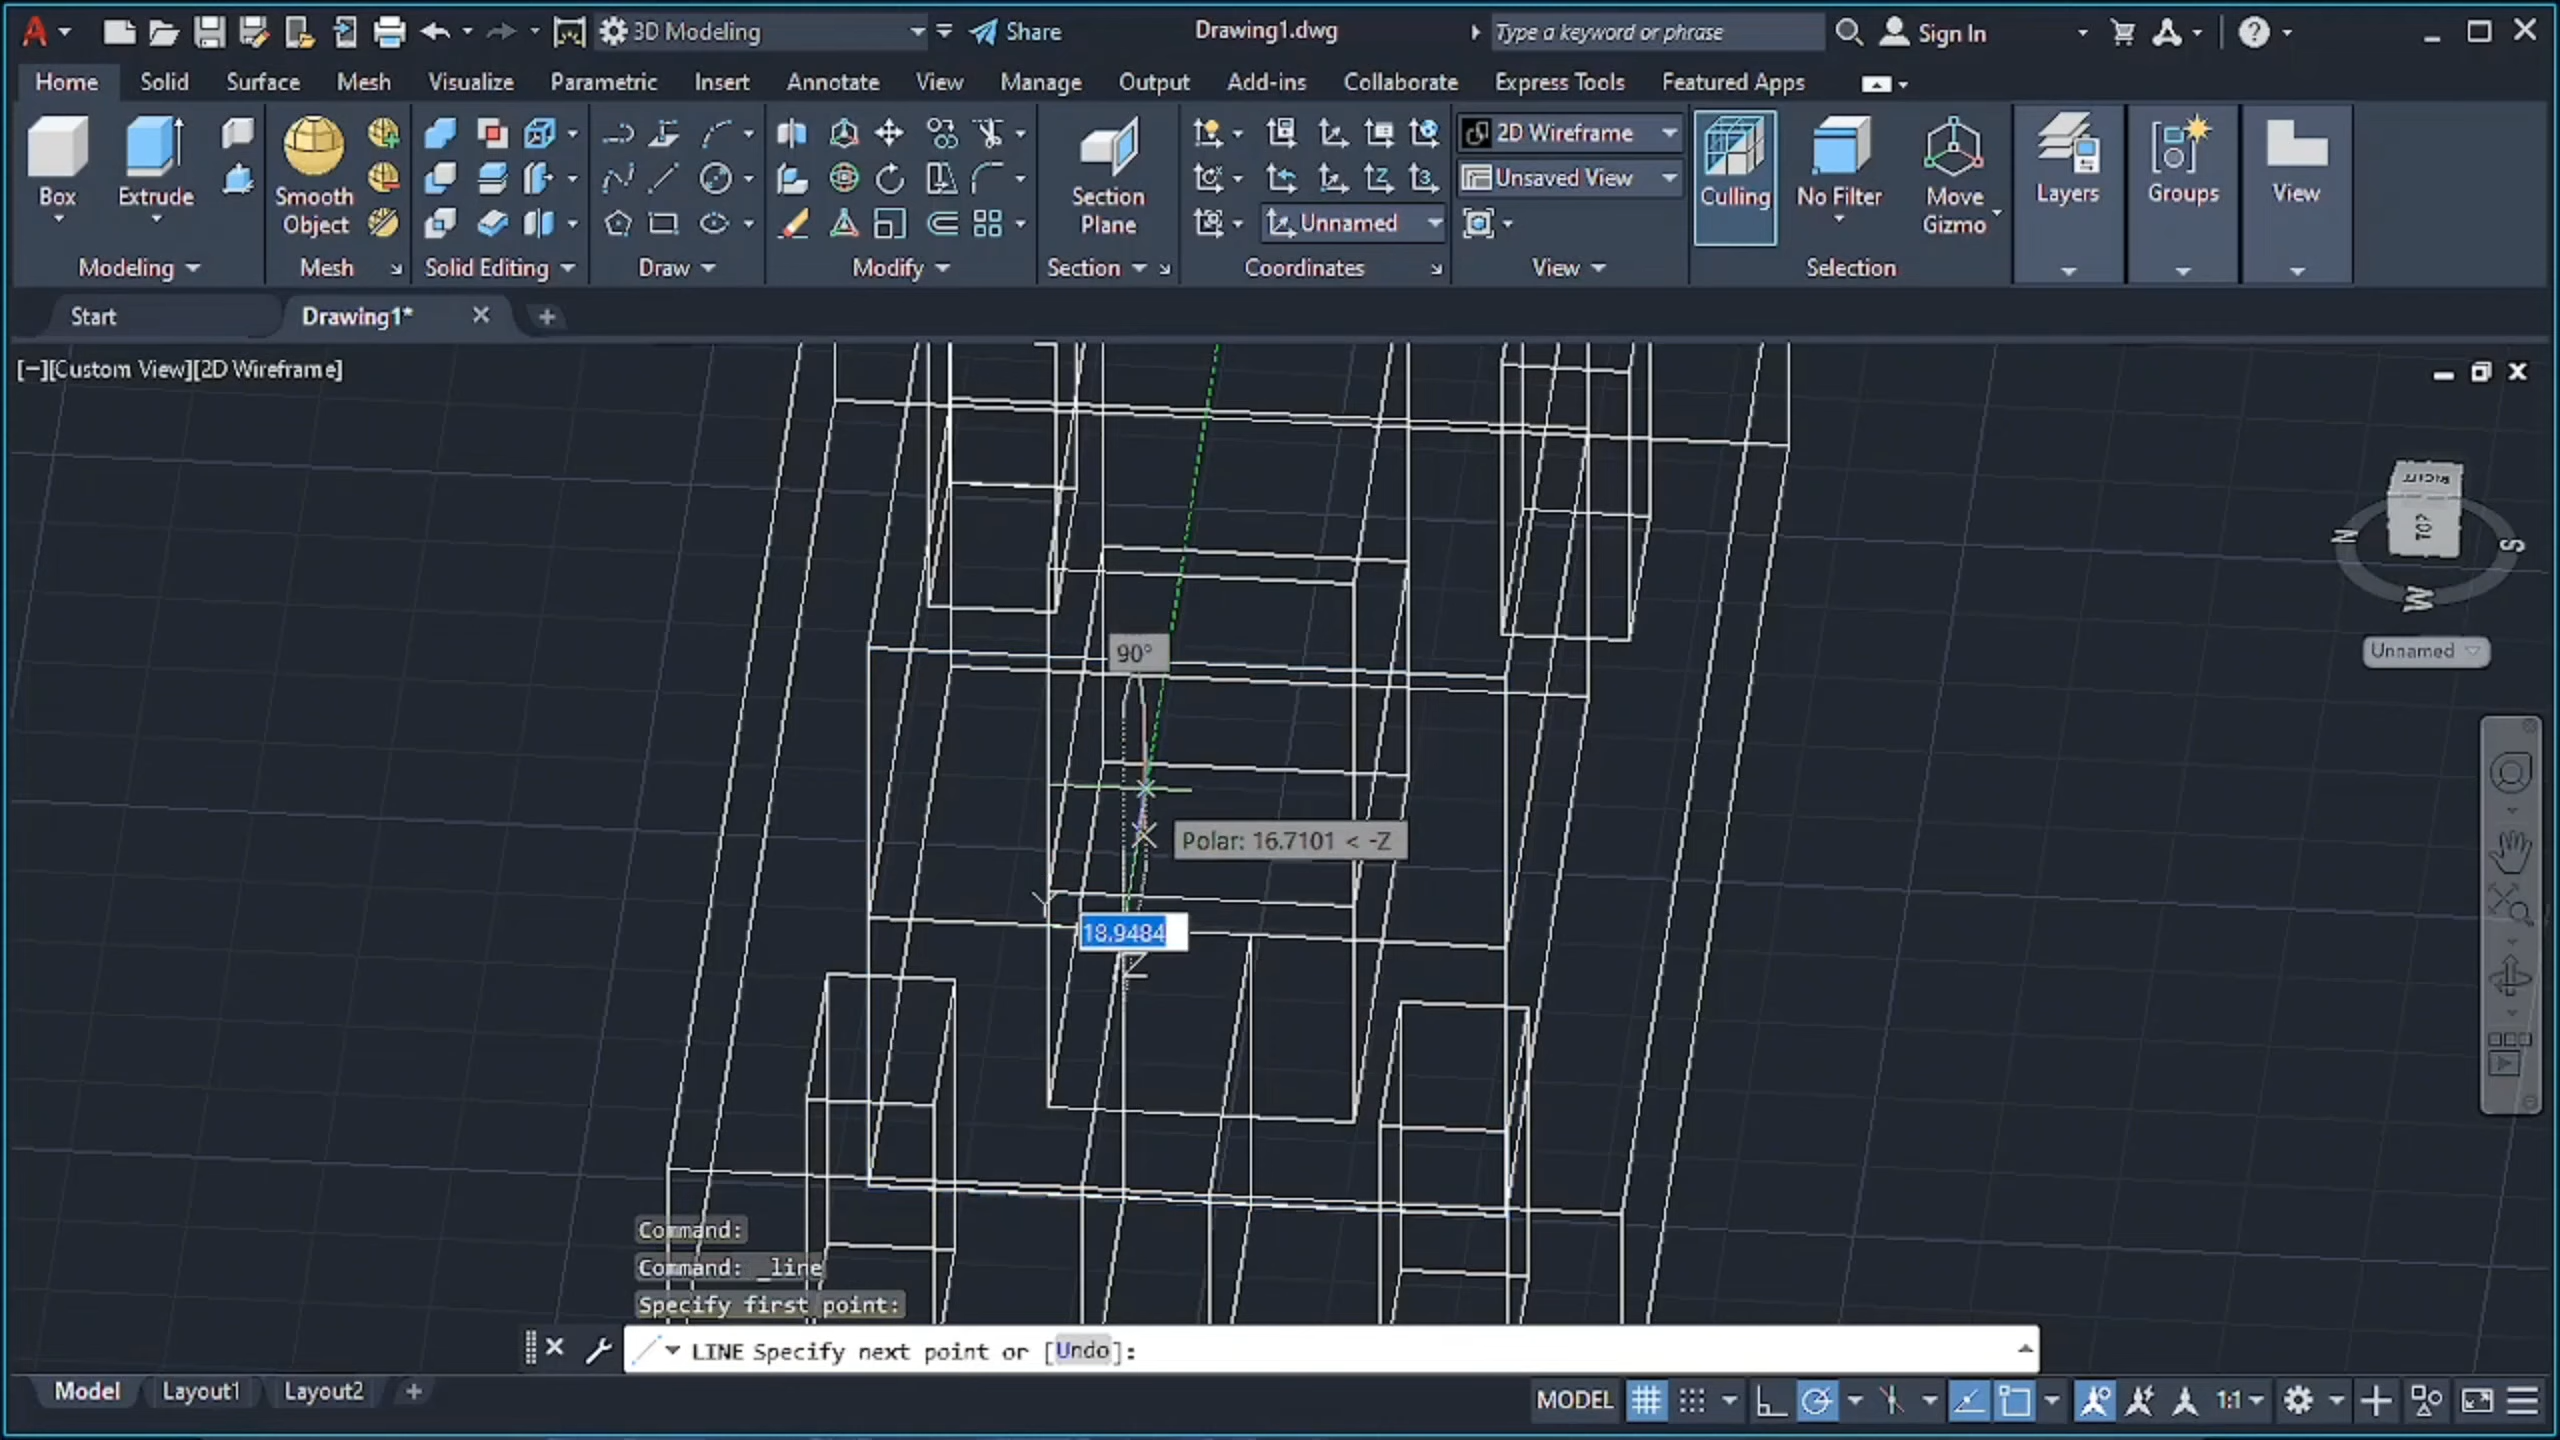 3D Modeling
Share
Drawing1.dwg
Type a keyword or phrase
Sign In
Home Solid Surface Mesh Visualize Parametric Insert Annotate View Manage Output Add-ins Collaborate Express Tools Featured Apps
2D Wireframe
Unsaved View
Box
Extrude
Smooth Object
Section Plane
Unnamed
Culling
No Filter
Move Gizmo
Layers
Groups
View
Modeling
Mesh
Solid Editing
Draw
Modify
Section
Coordinates
View
Selection
Start
Drawing1*
[−][Custom View][2D Wireframe]
RIGHT
TOP
N
S
W
Unnamed
90°
Polar: 16.7101 < -Z
Y
18.9484
Z
Command:
Command: _line
Specify first point:
LINE Specify next point or [Undo]:
Model Layout1 Layout2
MODEL
1:1